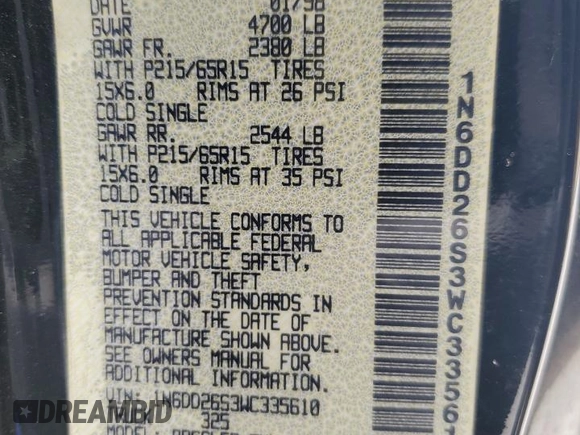 DATE 01/98
GVWR 4700 LB
GAWR FR. 2380 LB
WITH P215/65R15 TIRES
15X6.0 RIMS AT 26 PSI
COLD SINGLE
GAWR RR. 2544 LB
WITH P215/65R15 TIRES
15X6.0 RIMS AT 35 PSI
COLD SINGLE
THIS VEHICLE CONFORMS TO
ALL APPLICABLE FEDERAL
MOTOR VEHICLE SAFETY,
BUMPER AND THEFT
PREVENTION STANDARDS IN
EFFECT ON THE DATE OF
MANUFACTURE SHOWN ABOVE.
SEE OWNERS MANUAL FOR
ADDITIONAL INFORMATION.
VIN: 1N6DD26S3WC335610
325
1N6DD26S3WC33561
CARFAST.EXPRESS